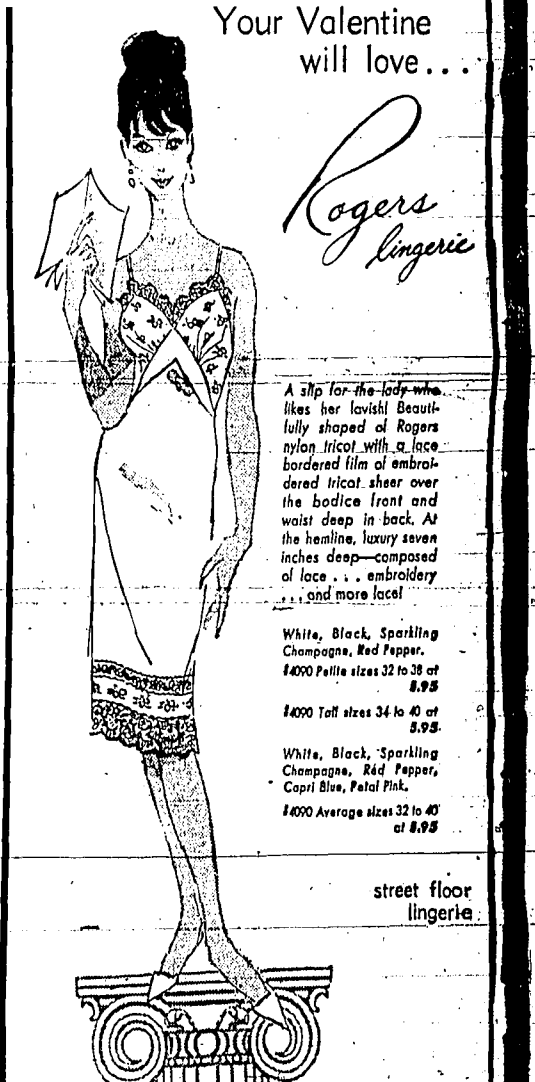 Your Valentine
will love...
Rogers
lingerie
A slip for the lady who
likes her lavish! Beauti-
fully shaped of Rogers
nylon tricot with a lace
bordered film of embroi-
dered tricot sheer over
the bodice front and
waist deep in back. At
the hemline, luxury seven
inches deep—composed
of lace . . . embroidery
. . . and more lace!
White, Black, Sparkling
Champagne, Red Pepper.
#4090 Petite sizes 32 to 38 at
5.95
#4090 Tall sizes 34 to 40 at
5.95
White, Black, Sparkling
Champagne, Red Pepper,
Capri Blue, Petal Pink.
#4090 Average sizes 32 to 40
at 5.95
street floor
lingerie